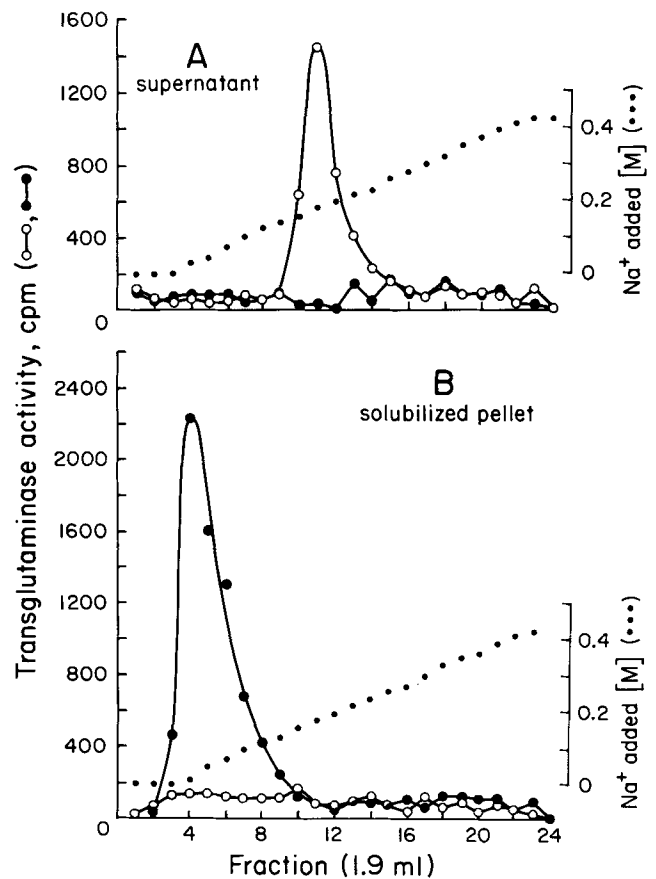 A
supernatant
1600
1200
800
400
0
0.4
0.2
0
Na+ added [M] (•••)
Transglutaminase activity, cpm (○—○, ●—●)
B
solubilized pellet
2400
2000
1600
1200
800
400
0
0.4
0.2
0
Na+ added [M] (•••)
4 8 12 16 20 24
Fraction (1.9 ml)